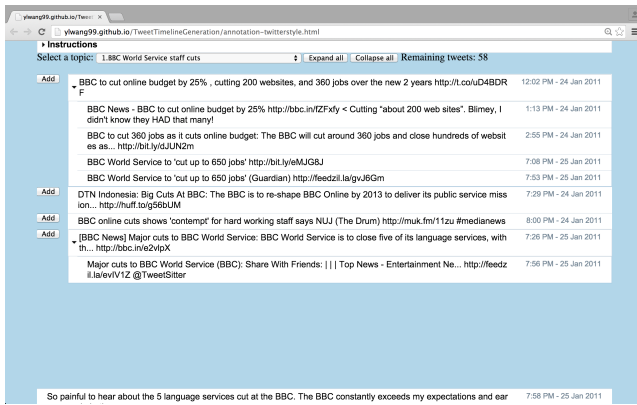 ylwang99.github.io/Tweet
ylwang99.github.io/TweetTimelineGeneration/annotation-twitterstyle.html
Instructions
Select a topic: 1.BBC World Service staff cuts Expand all Collapse all Remaining tweets: 58
Add
BBC to cut online budget by 25% , cutting 200 websites, and 360 jobs over the new 2 years http://t.co/uD4BDR 12:02 PM - 24 Jan 2011
F
BBC News - BBC to cut online budget by 25% http://bbc.in/fZFxfy < Cutting “about 200 web sites”. Blimey, I 1:13 PM - 24 Jan 2011
didn't know they HAD that many!
BBC to cut 360 jobs as it cuts online budget: The BBC will cut around 360 jobs and close hundreds of websit 2:55 PM - 24 Jan 2011
es as... http://bit.ly/dJUN2m
BBC World Service to 'cut up to 650 jobs' http://bit.ly/eMJG8J 7:08 PM - 25 Jan 2011
BBC World Service to 'cut up to 650 jobs' (Guardian) http://feedzil.la/gvJ6Gm 7:53 PM - 25 Jan 2011
Add
DTN Indonesia: Big Cuts At BBC: The BBC is to re-shape BBC Online by 2013 to deliver its public service miss 7:29 PM - 24 Jan 2011
ion... http://huff.to/g56bUM
Add
BBC online cuts shows 'contempt' for hard working staff says NUJ (The Drum) http://muk.fm/11zu #medianews 8:00 PM - 24 Jan 2011
Add
[BBC News] Major cuts to BBC World Service: BBC World Service is to close five of its language services, with 7:26 PM - 25 Jan 2011
th... http://bbc.in/e2vlpX
Major cuts to BBC World Service (BBC): Share With Friends: | | | Top News - Entertainment Ne... http://feedz 7:56 PM - 25 Jan 2011
il.la/evIV1Z @TweetSitter
So painful to hear about the 5 language services cut at the BBC. The BBC constantly exceeds my expectations and ear 7:58 PM - 25 Jan 2011